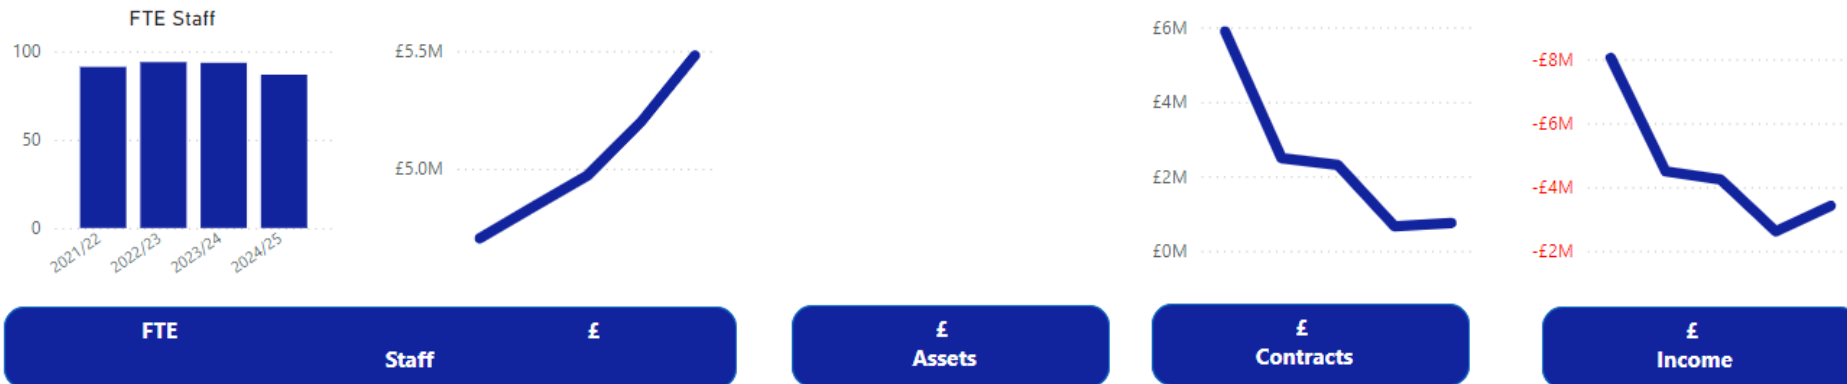 FTE Staff
100
50
0
2021/22
2022/23
2023/24
2024/25
£5.5M
£5.0M
£6M
£4M
£2M
£0M
-£8M
-£6M
-£4M
-£2M
FTE £
Staff
£
Assets
£
Contracts
£
Income